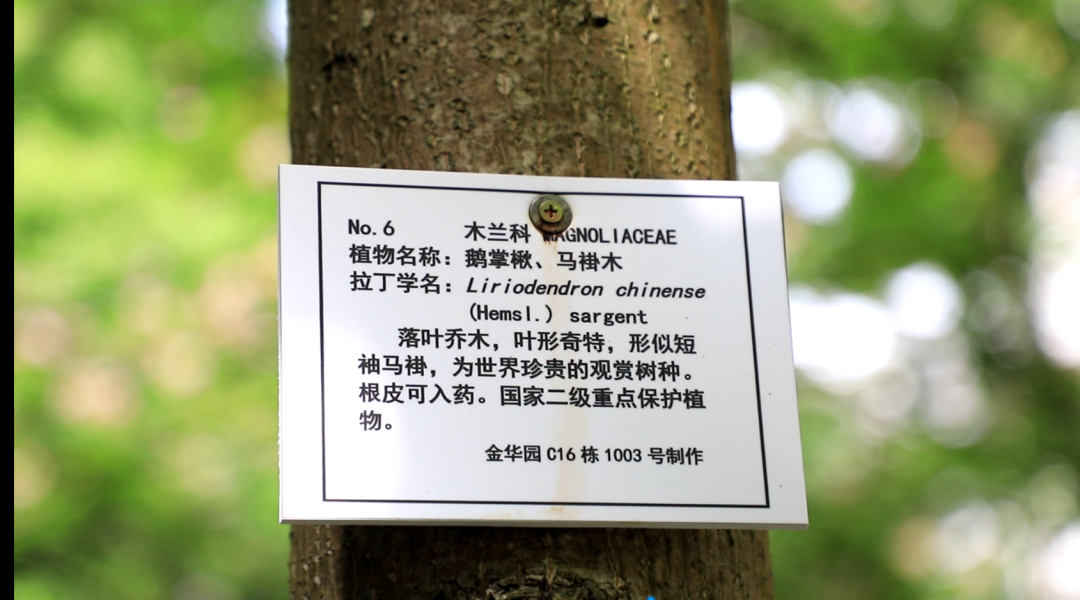 No.6 木兰科 MAGNOLIACEAE
植物名称：鹅掌楸、马褂木
拉丁学名：Liriodendron chinense
(Hemsl.) sargent
落叶乔木，叶形奇特，形似短
袖马褂，为世界珍贵的观赏树种。
根皮可入药。国家二级重点保护植
物。
金华园 C16 栋 1003 号制作